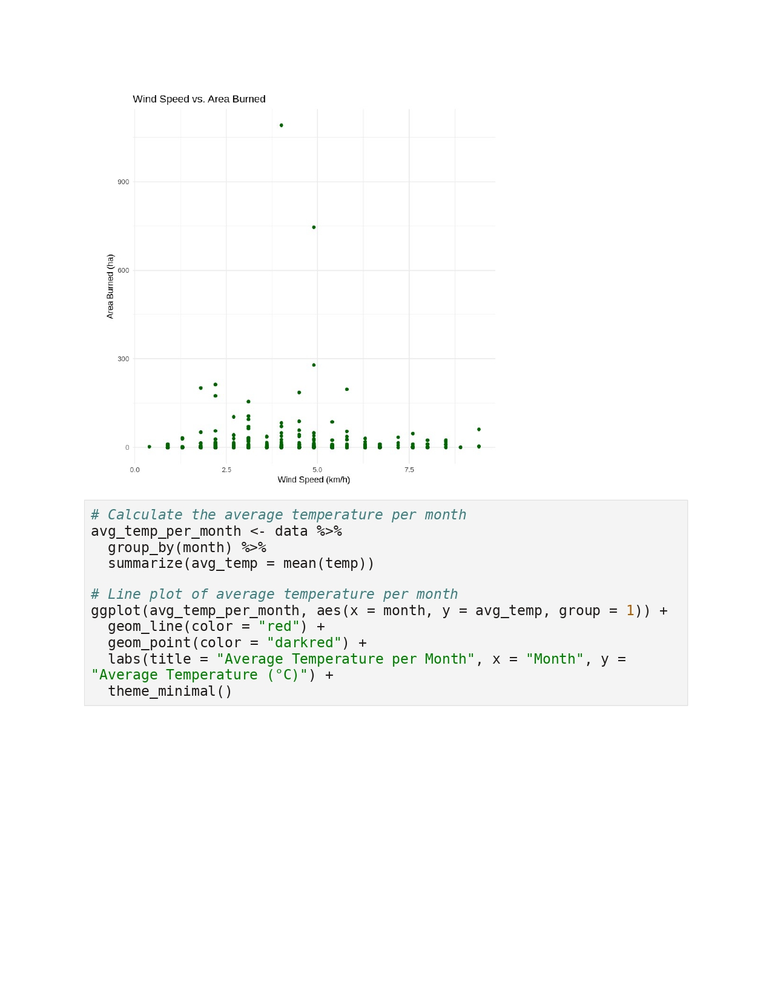 Wind Speed vs. Area Burned
900
600
300
0
Area Burned (ha)
0.0 2.5 5.0 7.5
Wind Speed (km/h)
# Calculate the average temperature per month
avg_temp_per_month <- data %>%
  group_by(month) %>%
  summarize(avg_temp = mean(temp))

# Line plot of average temperature per month
ggplot(avg_temp_per_month, aes(x = month, y = avg_temp, group = 1)) +
  geom_line(color = "red") +
  geom_point(color = "darkred") +
  labs(title = "Average Temperature per Month", x = "Month", y =
"Average Temperature (°C)") +
  theme_minimal()